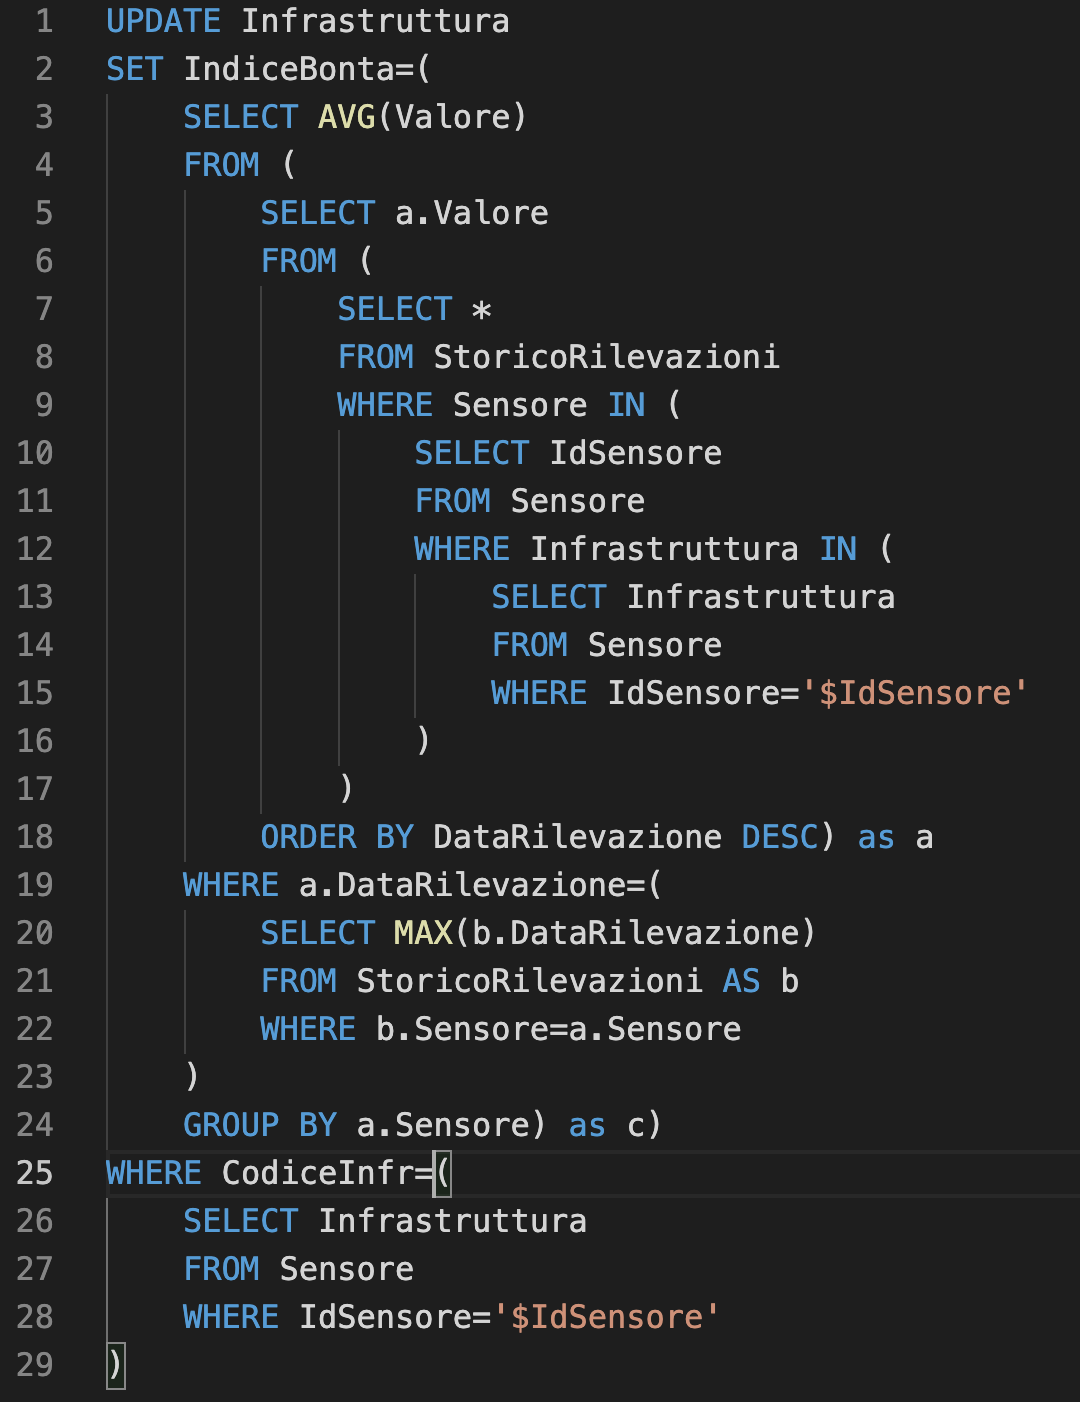 1 UPDATE Infrastruttura
2 SET IndiceBonta=(
3 SELECT AVG(Valore)
4 FROM (
5 SELECT a.Valore
6 FROM (
7 SELECT *
8 FROM StoricoRilevazioni
9 WHERE Sensore IN (
10 SELECT IdSensore
11 FROM Sensore
12 WHERE Infrastruttura IN (
13 SELECT Infrastruttura
14 FROM Sensore
15 WHERE IdSensore='$IdSensore'
16 )
17 )
18 ORDER BY DataRilevazione DESC) as a
19 WHERE a.DataRilevazione=(
20 SELECT MAX(b.DataRilevazione)
21 FROM StoricoRilevazioni AS b
22 WHERE b.Sensore=a.Sensore
23 )
24 GROUP BY a.Sensore) as c)
25 WHERE CodiceInfr=(
26 SELECT Infrastruttura
27 FROM Sensore
28 WHERE IdSensore='$IdSensore'
29 )